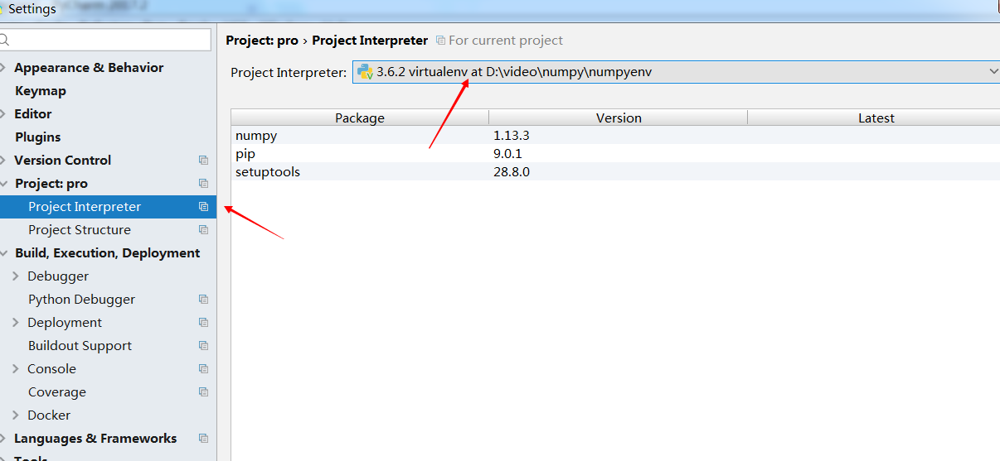 Settings
Project: pro › Project Interpreter For current project
Project Interpreter: 3.6.2 virtualenv at D:\video\numpy\numpyenv
Appearance & Behavior
Keymap
Editor
Plugins
Version Control
Project: pro
Project Interpreter
Project Structure
Build, Execution, Deployment
Debugger
Python Debugger
Deployment
Buildout Support
Console
Coverage
Docker
Languages & Frameworks
Tools
Package Version Latest
numpy 1.13.3
pip 9.0.1
setuptools 28.8.0